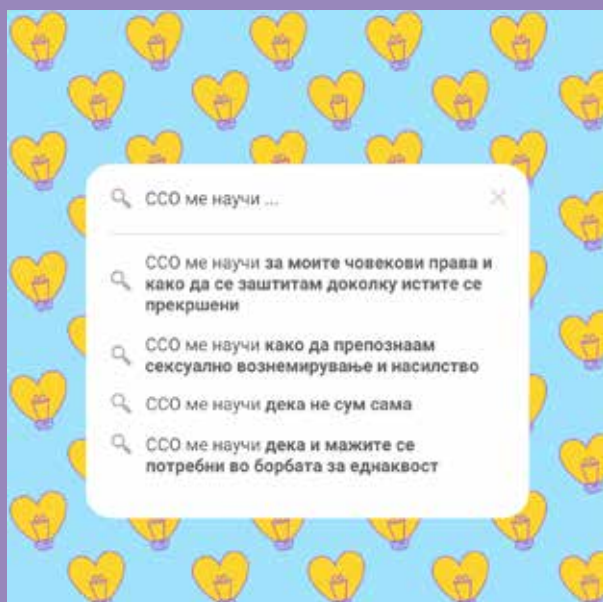 ССО ме научи ...
ССО ме научи за моите човекови права и
како да се заштитам доколку истите се
прекршени
ССО ме научи како да препознаам
сексуално вознемирување и насилство
ССО ме научи дека не сум сама
ССО ме научи дека и мажите се
потребни во борбата за еднаквост